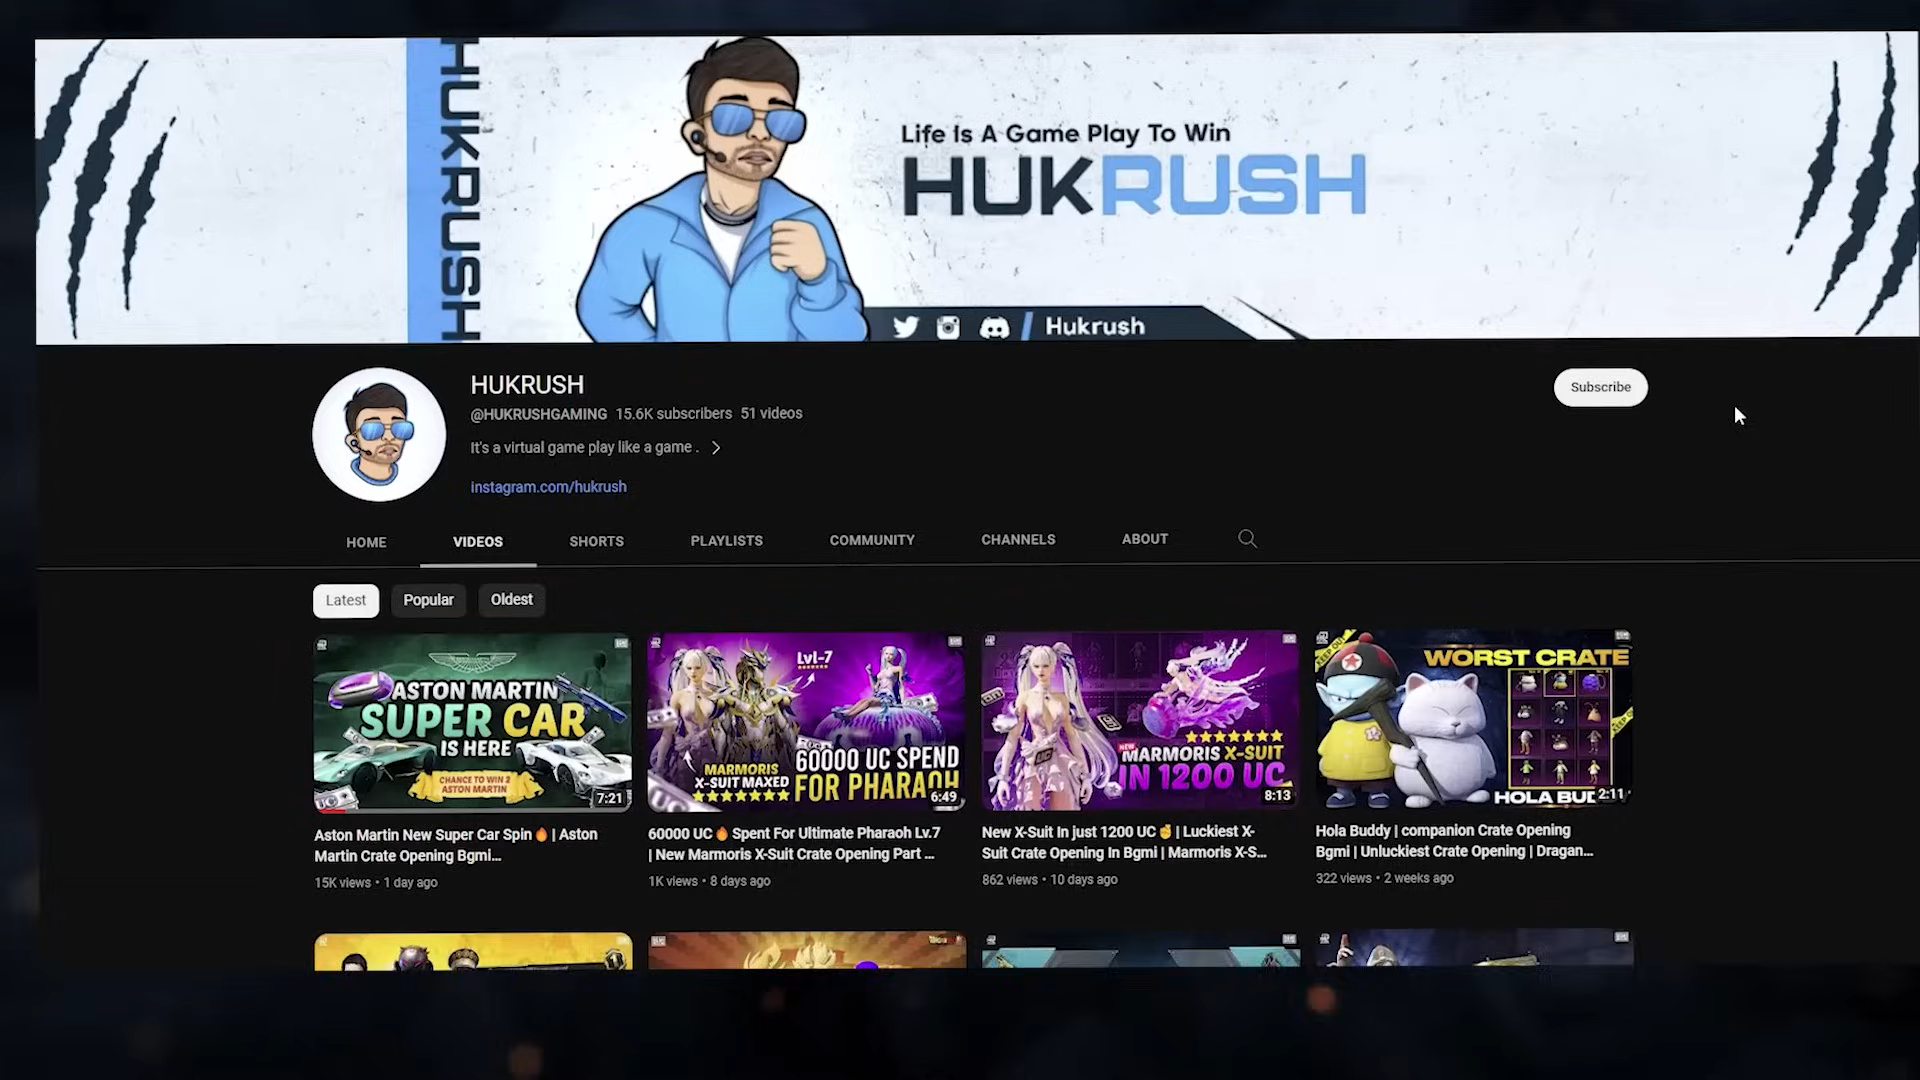 HUKRUSH
Life Is A Game Play To Win
HUKRUSH
Hukrush
HUKRUSH
@HUKRUSHGAMING 15.6K subscribers 51 videos
It's a virtual game play like a game .
instagram.com/hukrush
Subscribe
HOME VIDEOS SHORTS PLAYLISTS COMMUNITY CHANNELS ABOUT
Latest Popular Oldest
ASTON MARTIN
SUPER CAR
IS HERE
CHANCE TO WIN 2
ASTON MARTIN
UC
7:21
Lvl-7
MARMORIS
X-SUIT MAXED
60000 UC SPEND
FOR PHARAOH
UC
6:49
NEW
MARMORIS X-SUIT
IN 1200 UC
8:13
KEEP OUT
WORST CRATE
HOLA BUD
2:11
Aston Martin New Super Car Spin🔥 | Aston
Martin Crate Opening Bgmi...
15K views • 1 day ago
60000 UC🔥 Spent For Ultimate Pharaoh Lv.7
| New Marmoris X-Suit Crate Opening Part ...
1K views • 8 days ago
New X-Suit In just 1200 UC✌️ | Luckiest X-
Suit Crate Opening In Bgmi | Marmoris X-S...
862 views • 10 days ago
Hola Buddy | companion Crate Opening
Bgmi | Unluckiest Crate Opening | Dragan...
322 views • 2 weeks ago